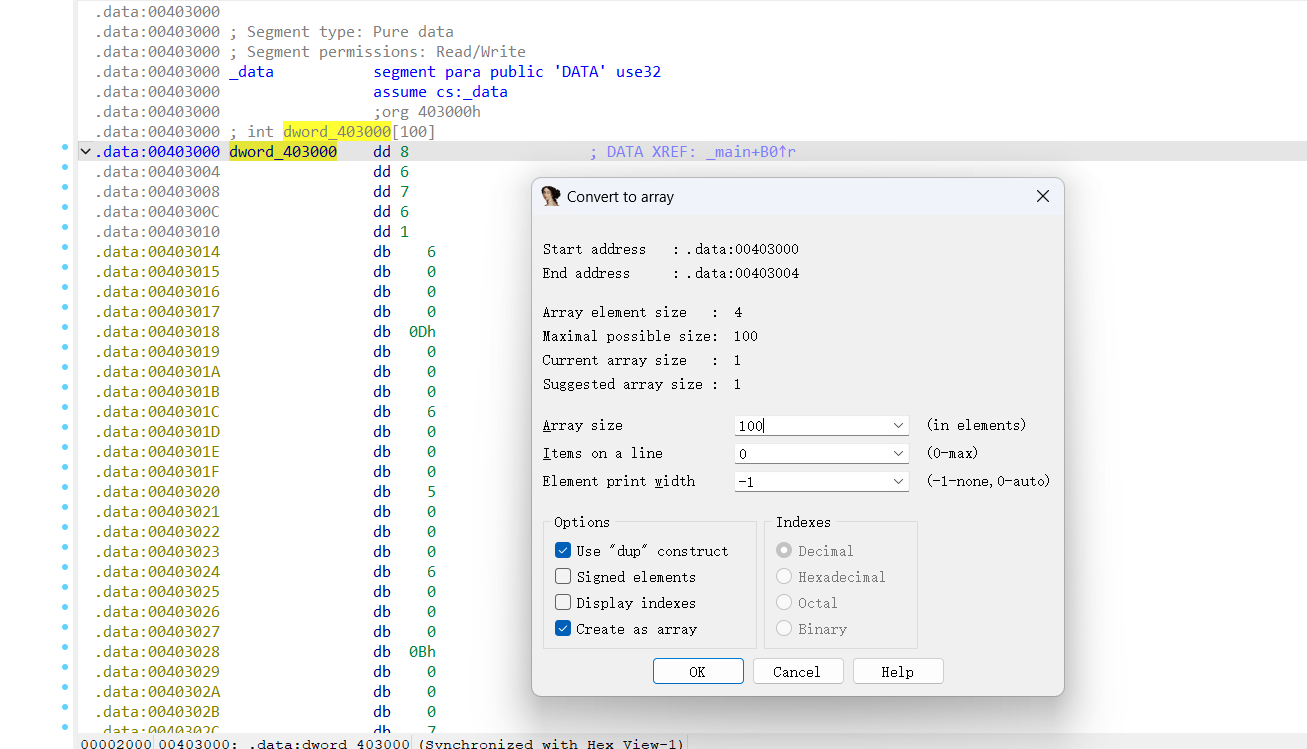 .data:00403000
.data:00403000 ; Segment type: Pure data
.data:00403000 ; Segment permissions: Read/Write
.data:00403000 _data segment para public 'DATA' use32
.data:00403000 assume cs:_data
.data:00403000 ;org 403000h
.data:00403000 ; int dword_403000[100]
.data:00403000 dword_403000 dd 8 ; DATA XREF: _main+B0↑r
.data:00403004 dd 6
.data:00403008 dd 7
.data:0040300C dd 6
.data:00403010 dd 1
.data:00403014 db 6
.data:00403015 db 0
.data:00403016 db 0
.data:00403017 db 0
.data:00403018 db 0Dh
.data:00403019 db 0
.data:0040301A db 0
.data:0040301B db 0
.data:0040301C db 6
.data:0040301D db 0
.data:0040301E db 0
.data:0040301F db 0
.data:00403020 db 5
.data:00403021 db 0
.data:00403022 db 0
.data:00403023 db 0
.data:00403024 db 6
.data:00403025 db 0
.data:00403026 db 0
.data:00403027 db 0
.data:00403028 db 0Bh
.data:00403029 db 0
.data:0040302A db 0
.data:0040302B db 0
.data:0040302C db 7
00002000 00403000: .data:dword_403000 (Synchronized with Hex View-1)
Convert to array
Start address : .data:00403000
End address : .data:00403004
Array element size : 4
Maximal possible size: 100
Current array size : 1
Suggested array size : 1
Array size 100 (in elements)
Items on a line 0 (0-max)
Element print width -1 (-1-none,0-auto)
Options
Use "dup" construct
Signed elements
Display indexes
Create as array
Indexes
Decimal
Hexadecimal
Octal
Binary
OK Cancel Help